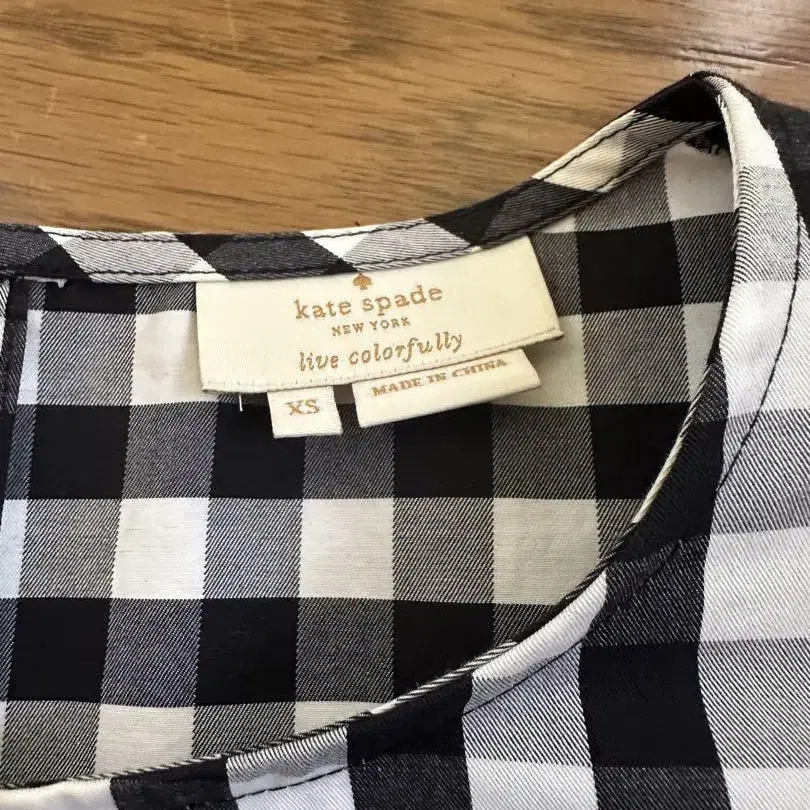 kate spade
NEW YORK
live colorfully
XS
MADE IN CHINA